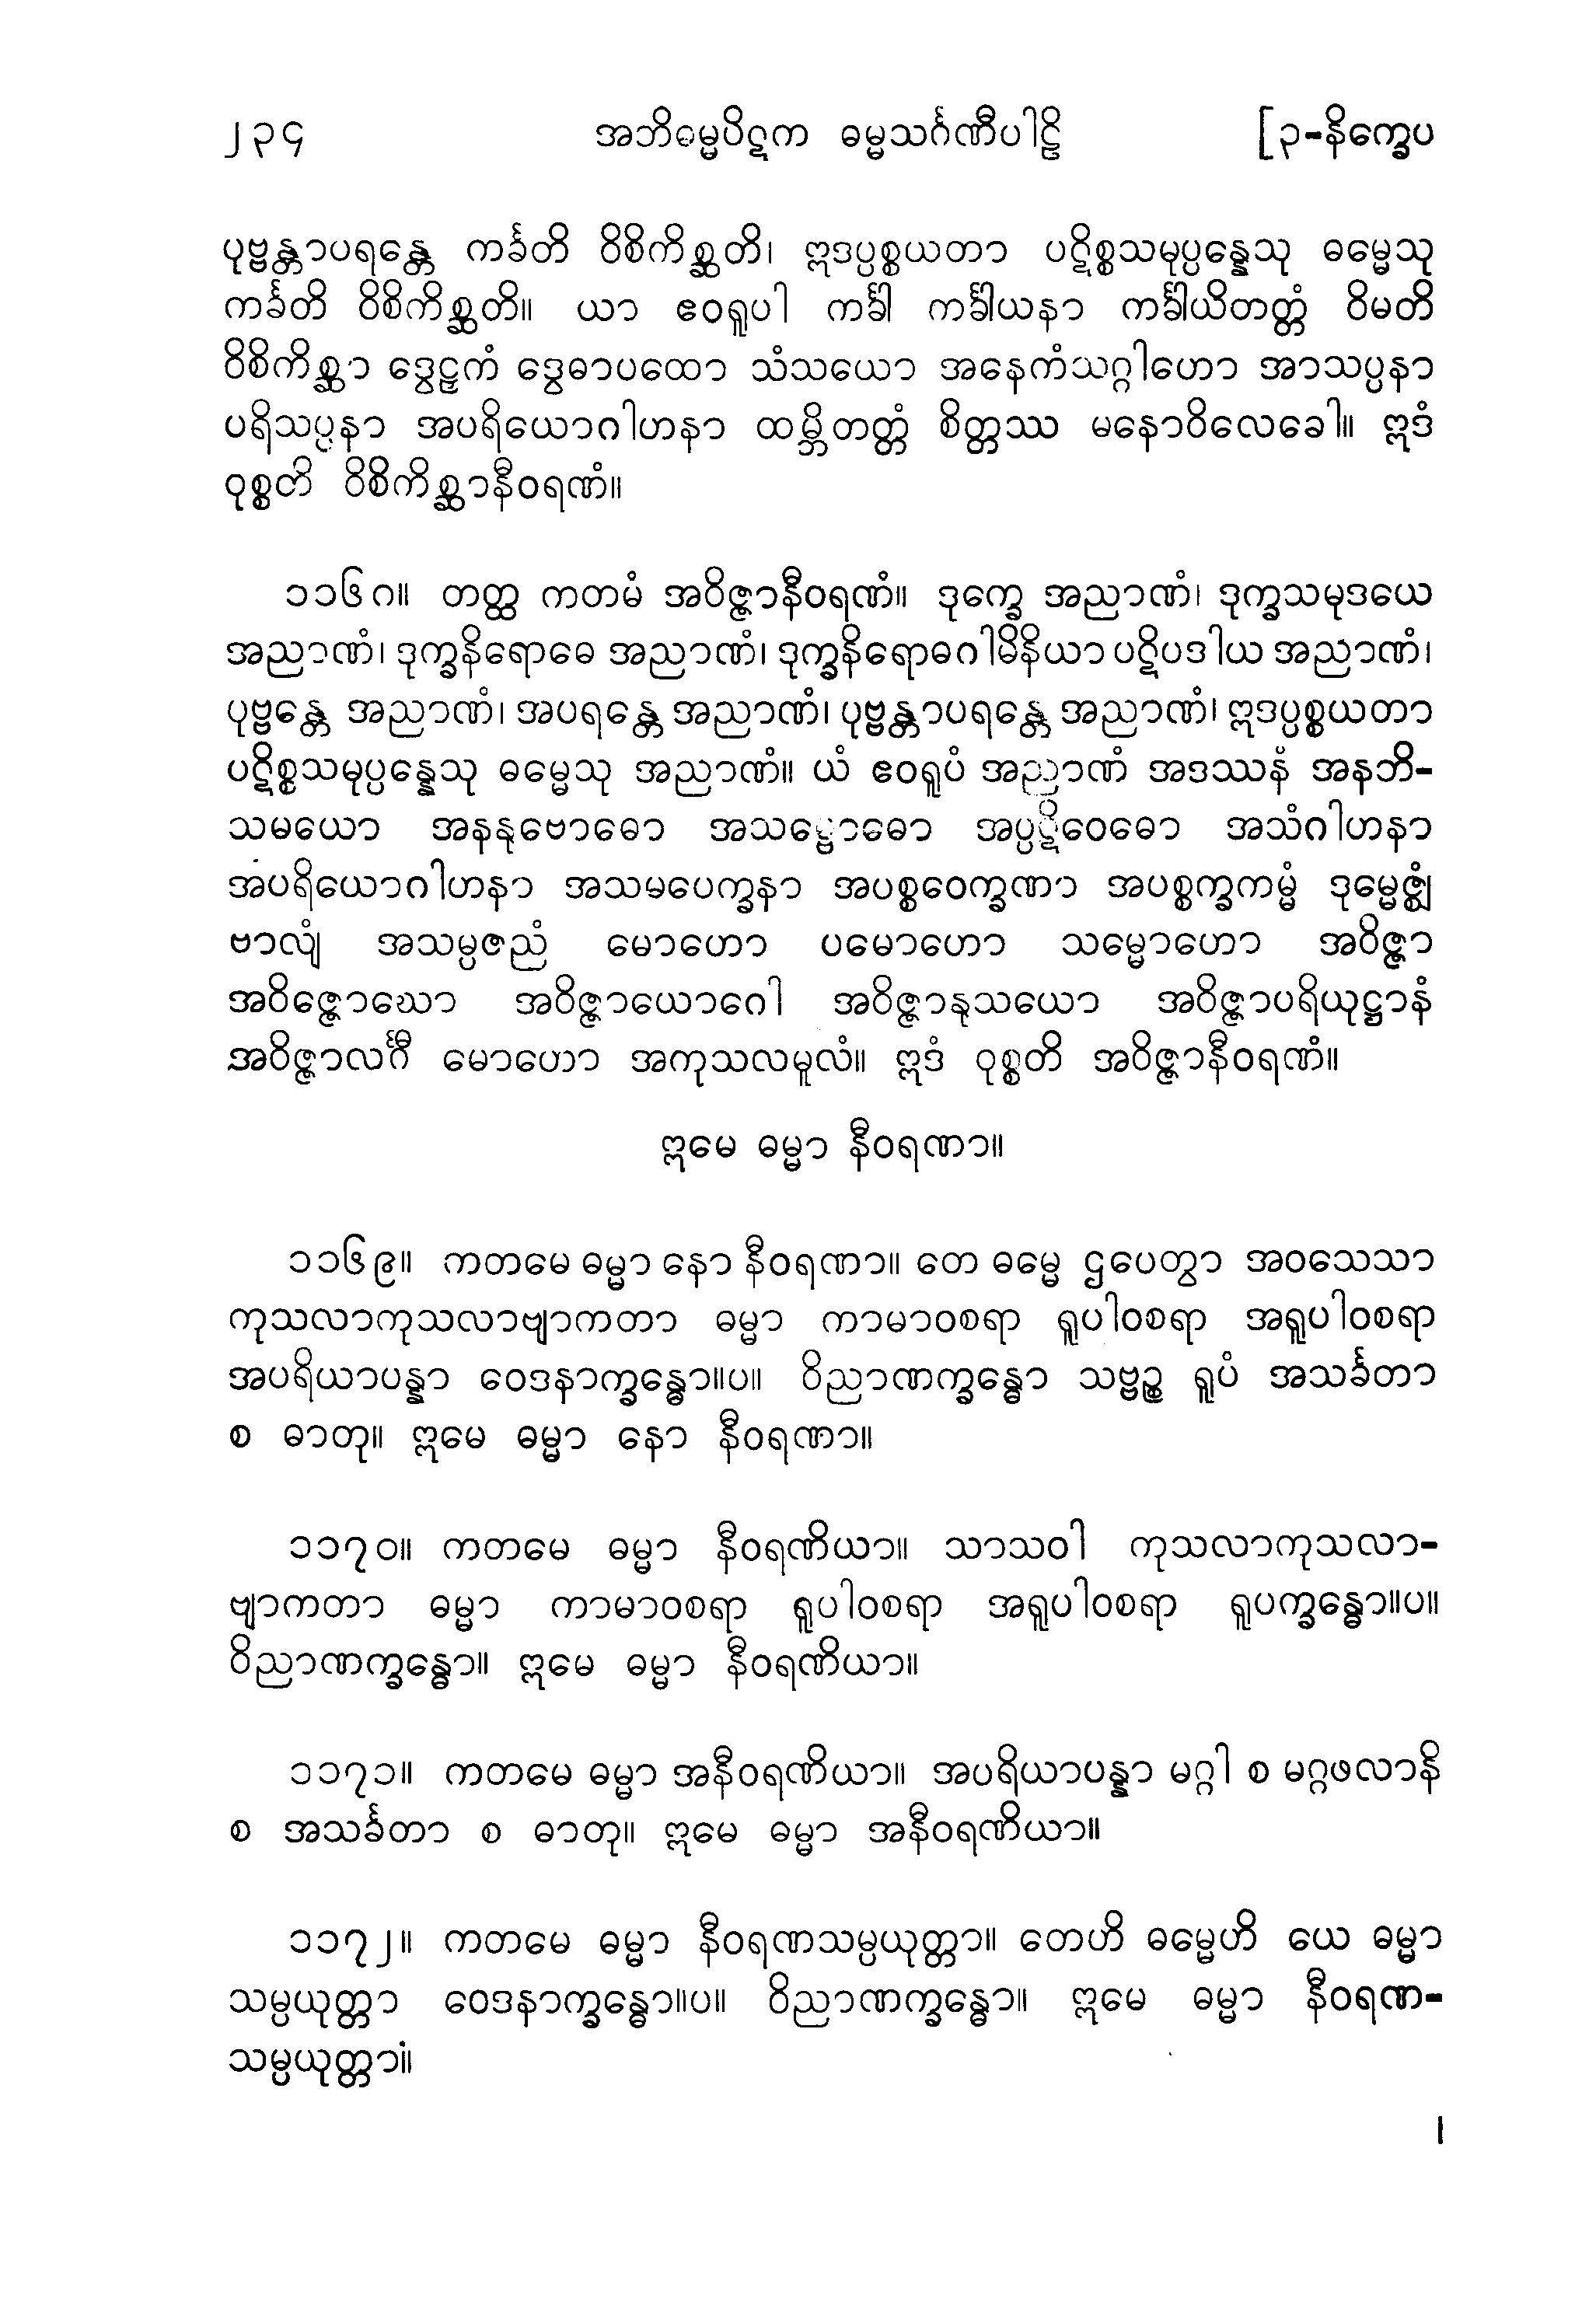 ၂၃၄ အဘိဓမ္မပိဋက ဓမ္မသင်္ဂဏီပါဠိ [၃-နိက္ခေပ
ပုဗ္ဗန္တာပရန္တေ ကင်္ခတိ ဝိစိကိစ္ဆတိ၊ ဣဒပ္ပစ္စယတာ ပဋိစ္စသမုပ္ပန္နေသု ဓမ္မေသု
ကင်္ခတိ ဝိစိကိစ္ဆတိ။ ယာ ဧဝရူပါ ကင်္ခါ ကင်္ခါယနာ ကင်္ခါယိတတ္တံ ဝိမတိ
ဝိစိကိစ္ဆာ ဒွေဠှကံ ဒွေဓာပထော သံသယော အနေကံသဂ္ဂါဟော အာသပ္ပနာ
ပရိသပ္ပနာ အပရိယောဂါဟနာ ထမ္ဘိတတ္တံ စိတ္တဿ မနောဝိလေခေါ။ ဣဒံ
ဝုစ္စတိ ဝိစိကိစ္ဆာနီဝရဏံ။
၁၁၆၈။ တတ္ထ ကတမံ အဝိဇ္ဇာနီဝရဏံ။ ဒုက္ခေ အညာဏံ၊ ဒုက္ခသမုဒယေ
အညာဏံ၊ ဒုက္ခနိရောဓေ အညာဏံ၊ ဒုက္ခနိရောဓဂါမိနိယာ ပဋိပဒါယ အညာဏံ၊
ပုဗ္ဗန္တေ အညာဏံ၊ အပရန္တေ အညာဏံ၊ ပုဗ္ဗန္တာပရန္တေ အညာဏံ၊ ဣဒပ္ပစ္စယတာ
ပဋိစ္စသမုပ္ပန္နေသု ဓမ္မေသု အညာဏံ။ ယံ ဧဝရူပံ အညာဏံ အဒဿနံ အနဘိ-
သမယော အနနုဗောဓော အသမ္ဗောဓော အပ္ပဋိဝေဓော အသံဂါဟနာ
အပရိယောဂါဟနာ အသမပေက္ခနာ အပစ္စဝေက္ခဏာ အပစ္စက္ခကမ္မံ ဒုမ္မေဇ္ဈံ
ဗာလျံ အသမ္ပဇညံ မောဟော ပမောဟော သမ္မောဟော အဝိဇ္ဇာ
အဝိဇ္ဇောဃော အဝိဇ္ဇာယောဂေါ အဝိဇ္ဇာနုသယော အဝိဇ္ဇာပရိယုဋ္ဌာနံ
အဝိဇ္ဇာလင်္ဂီ မောဟော အကုသလမူလံ။ ဣဒံ ဝုစ္စတိ အဝိဇ္ဇာနီဝရဏံ။
ဣမေ ဓမ္မာ နီဝရဏာ။
၁၁၆၉။ ကတမေ ဓမ္မာ နော နီဝရဏာ။ တေ ဓမ္မေ ဌပေတွာ အဝသေသာ
ကုသလာကုသလာဗျာကတာ ဓမ္မာ ကာမာဝစရာ ရူပါဝစရာ အရူပါဝစရာ
အပရိယာပန္နာ ဝေဒနာက္ခန္ဓော။ပ။ ဝိညာဏက္ခန္ဓော သဗ္ဗဉ္စ ရူပံ အသင်္ခတာ
စ ဓာတု။ ဣမေ ဓမ္မာ နော နီဝရဏာ။
၁၁၇၀။ ကတမေ ဓမ္မာ နီဝရဏိယာ။ သာသဝါ ကုသလာကုသလာ-
ဗျာကတာ ဓမ္မာ ကာမာဝစရာ ရူပါဝစရာ အရူပါဝစရာ ရူပက္ခန္ဓော။ပ။
ဝိညာဏက္ခန္ဓော။ ဣမေ ဓမ္မာ နီဝရဏိယာ။
၁၁၇၁။ ကတမေ ဓမ္မာ အနီဝရဏိယာ။ အပရိယာပန္နာ မဂ္ဂါ စ မဂ္ဂဖလာနိ
စ အသင်္ခတာ စ ဓာတု။ ဣမေ ဓမ္မာ အနီဝရဏိယာ။
၁၁၇၂။ ကတမေ ဓမ္မာ နီဝရဏသမ္ပယုတ္တာ။ တေဟိ ဓမ္မေဟိ ယေ ဓမ္မာ
သမ္ပယုတ္တာ ဝေဒနာက္ခန္ဓော။ပ။ ဝိညာဏက္ခန္ဓော။ ဣမေ ဓမ္မာ နီဝရဏ-
သမ္ပယုတ္တာ။